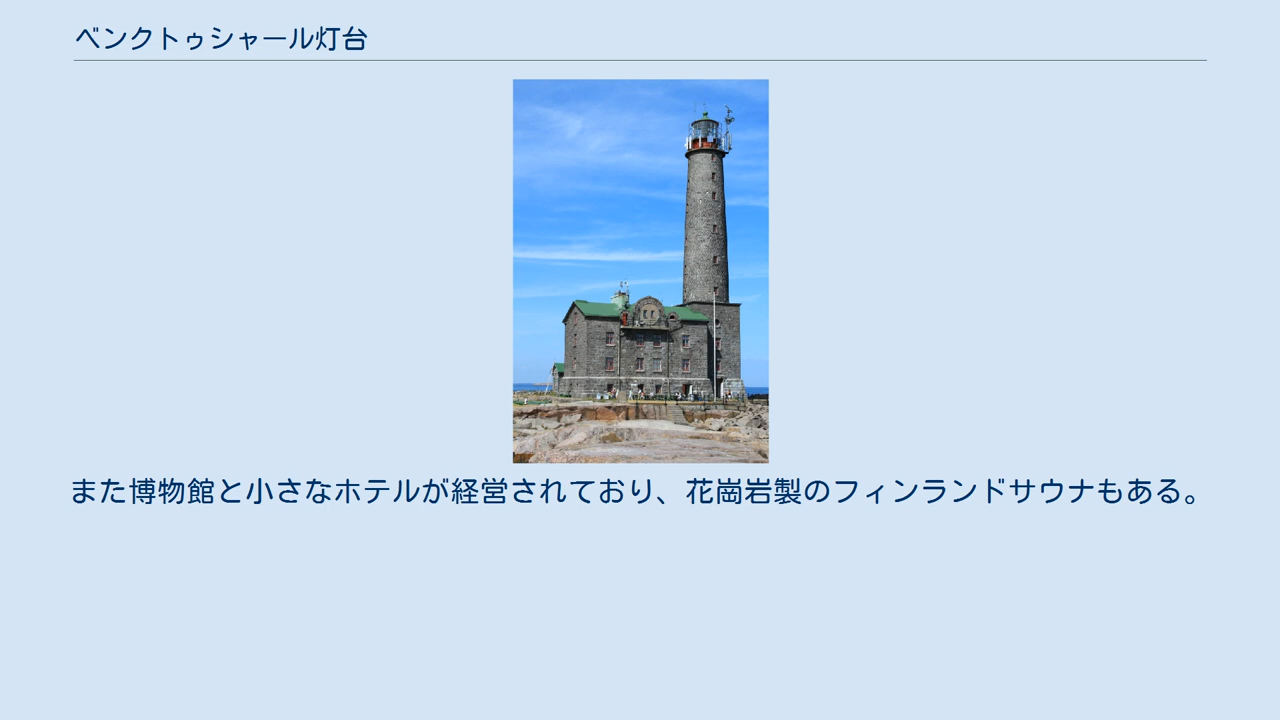 ベンクトゥシャール灯台
また博物館と小さなホテルが経営されており、花崗岩製のフィンランドサウナもある。